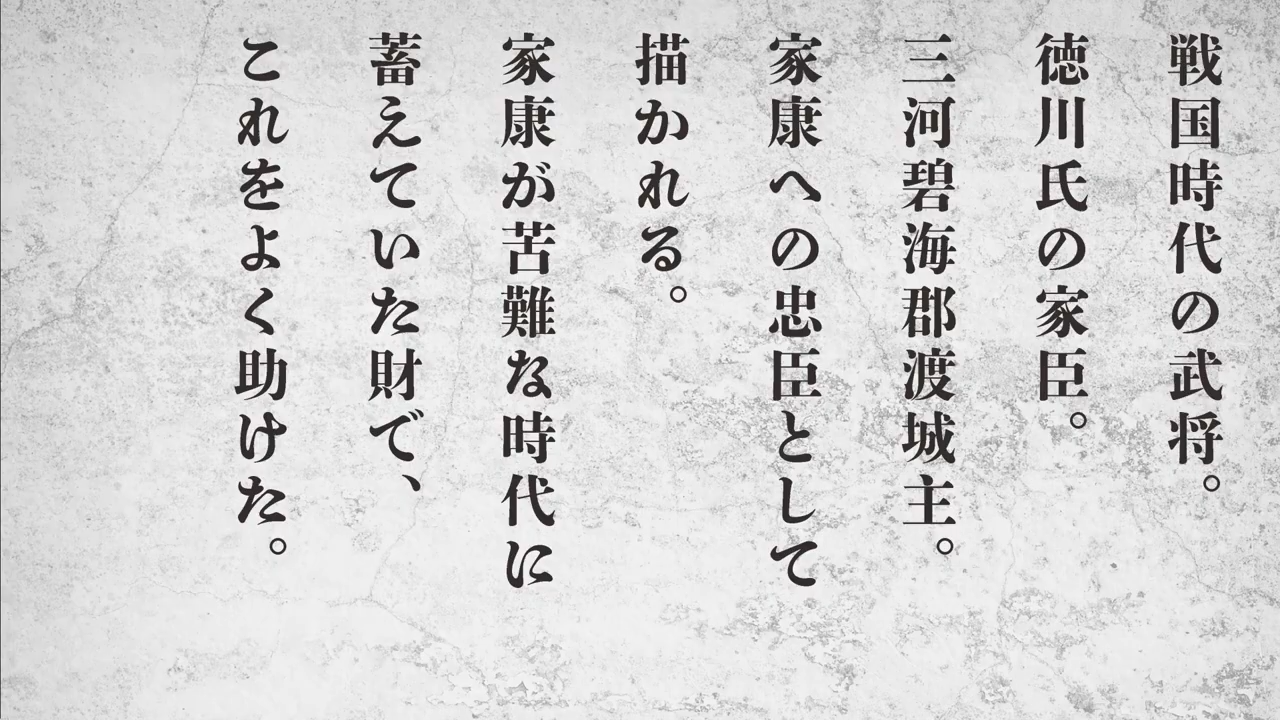 戦国時代の武将。
徳川氏の家臣。
三河碧海郡渡城主。
家康への忠臣として
描かれる。
家康が苦難な時代に
蓄えていた財で、
これをよく助けた。